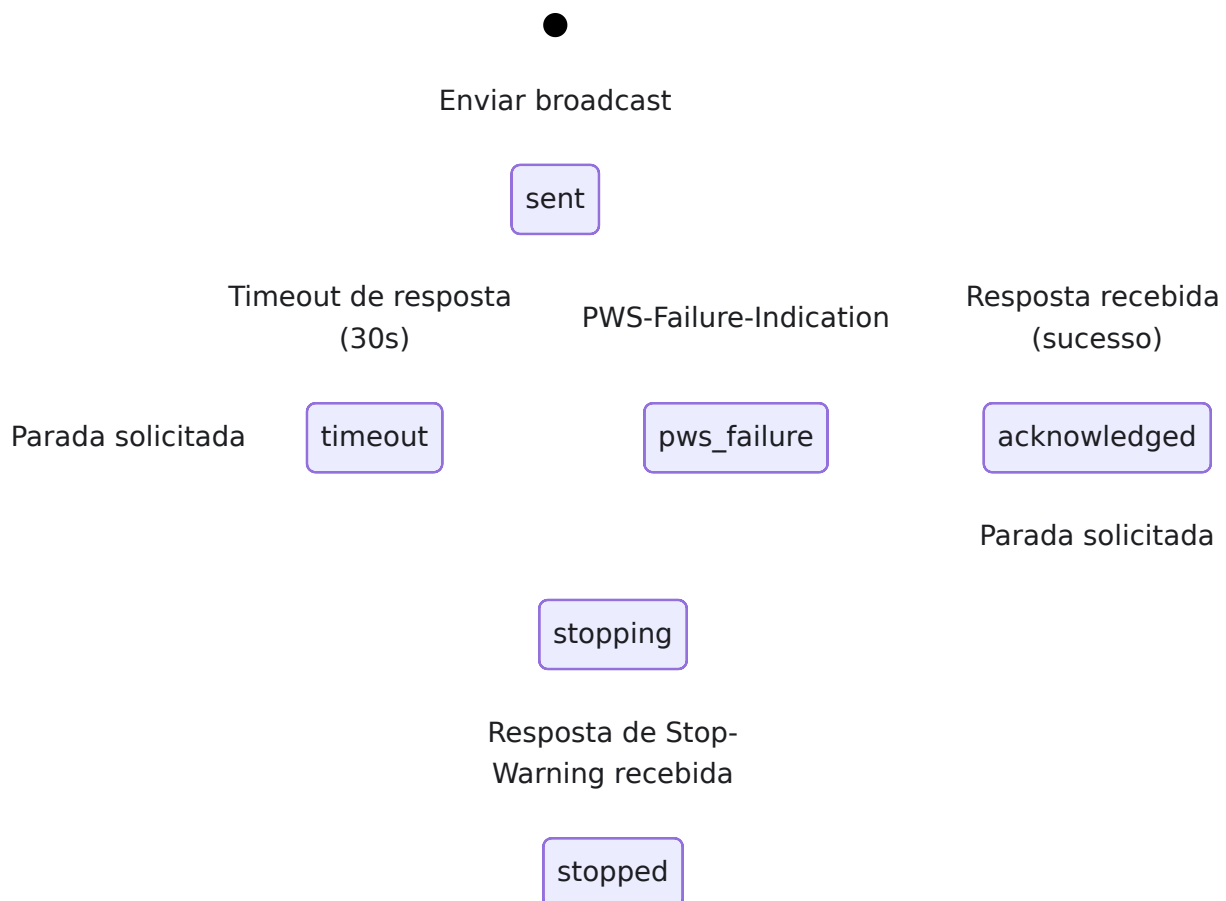 Enviar broadcast
sent
Timeout de resposta
(30s)
PWS-Failure-Indication
Resposta recebida
(sucesso)
Parada solicitada
timeout
pws_failure
acknowledged
Parada solicitada
stopping
Resposta de Stop-
Warning recebida
stopped